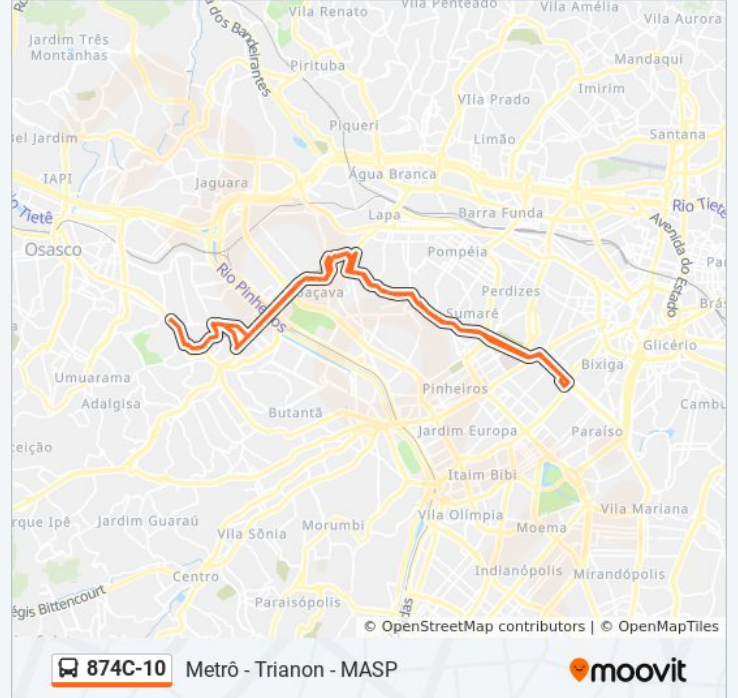 Vila Renato
Vila Penteado
Vila Amélia
Vila Aurora
Jardim Três
Montanhas
dos Bandeirantes
Pirituba
Mandaqui
Imirim
VIla Prado
Piqueri
Limão
Santana
Jardim
IAPI
Jaguara
Água Branca
Tietê
Lapa
Barra Funda
Rio Tietê
Osasco
Avenida do Estado
Pompéia
Rio Pinheiros
Perdizes
Sumaré
Glicério
Bixiga
Umuarama
Adalgisa
Pinheiros
Butantã
Jardim Europa
Paraíso
Itaim Bibi
Vila Mariana
Vila Olímpia
Jardim Guaraú
Morumbi
Moema
VIla Sônia
Centro
Indianópolis
Mirandópolis
Paraisópolis
© OpenStreetMap contributors | © OpenMapTiles
874C-10 Metrô - Trianon - MASP
moovit